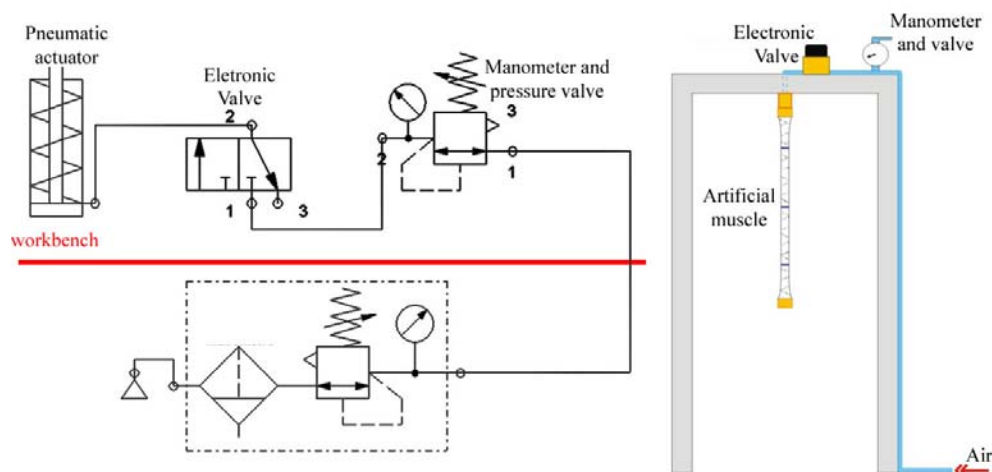 Pneumatic
actuator
Eletronic
Valve
2
Manometer and
pressure valve
3
2
1
1
3
workbench
Electronic
Valve
Manometer
and valve
Artificial
muscle
Air